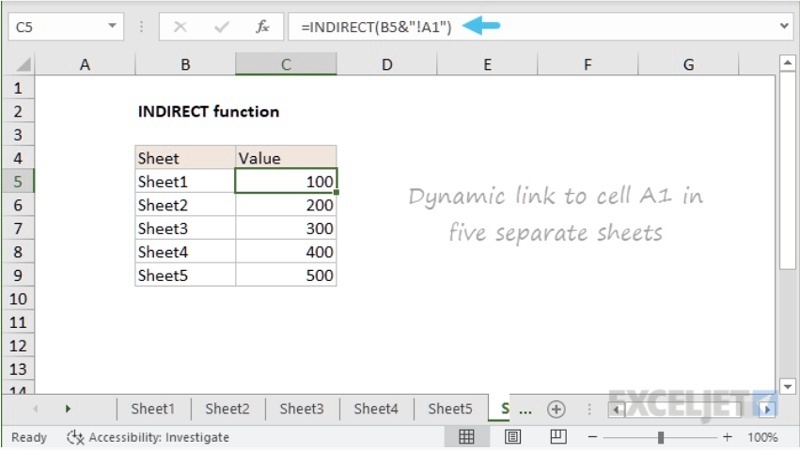 C5 fx =INDIRECT(B5&"!A1")
A B C D E F G
1
2 INDIRECT function
3
4 Sheet Value
5 Sheet1 100
6 Sheet2 200
7 Sheet3 300
8 Sheet4 400
9 Sheet5 500
Dynamic link to cell A1 in
five separate sheets
10
11
12
13
14
Sheet1 Sheet2 Sheet3 Sheet4 Sheet5 S ...
EXCELJET
Ready Accessibility: Investigate 100%